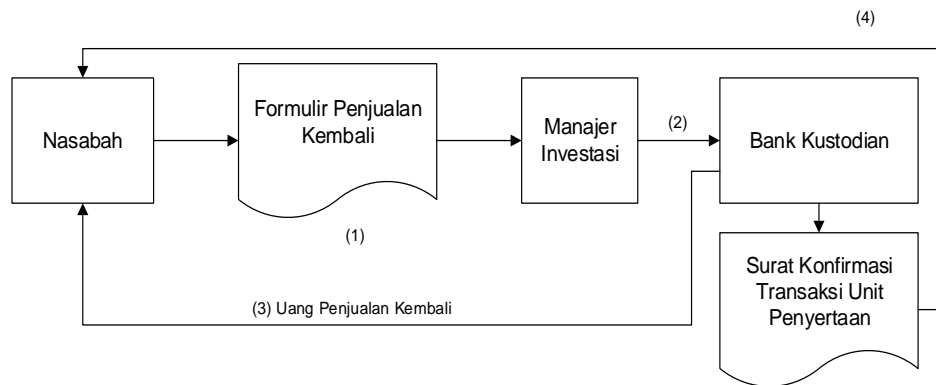 (4)
Nasabah
Formulir Penjualan
Kembali
(1)
Manajer
Investasi
(2)
Bank Kustodian
Surat Konfirmasi
Transaksi Unit
Penyertaan
(3) Uang Penjualan Kembali